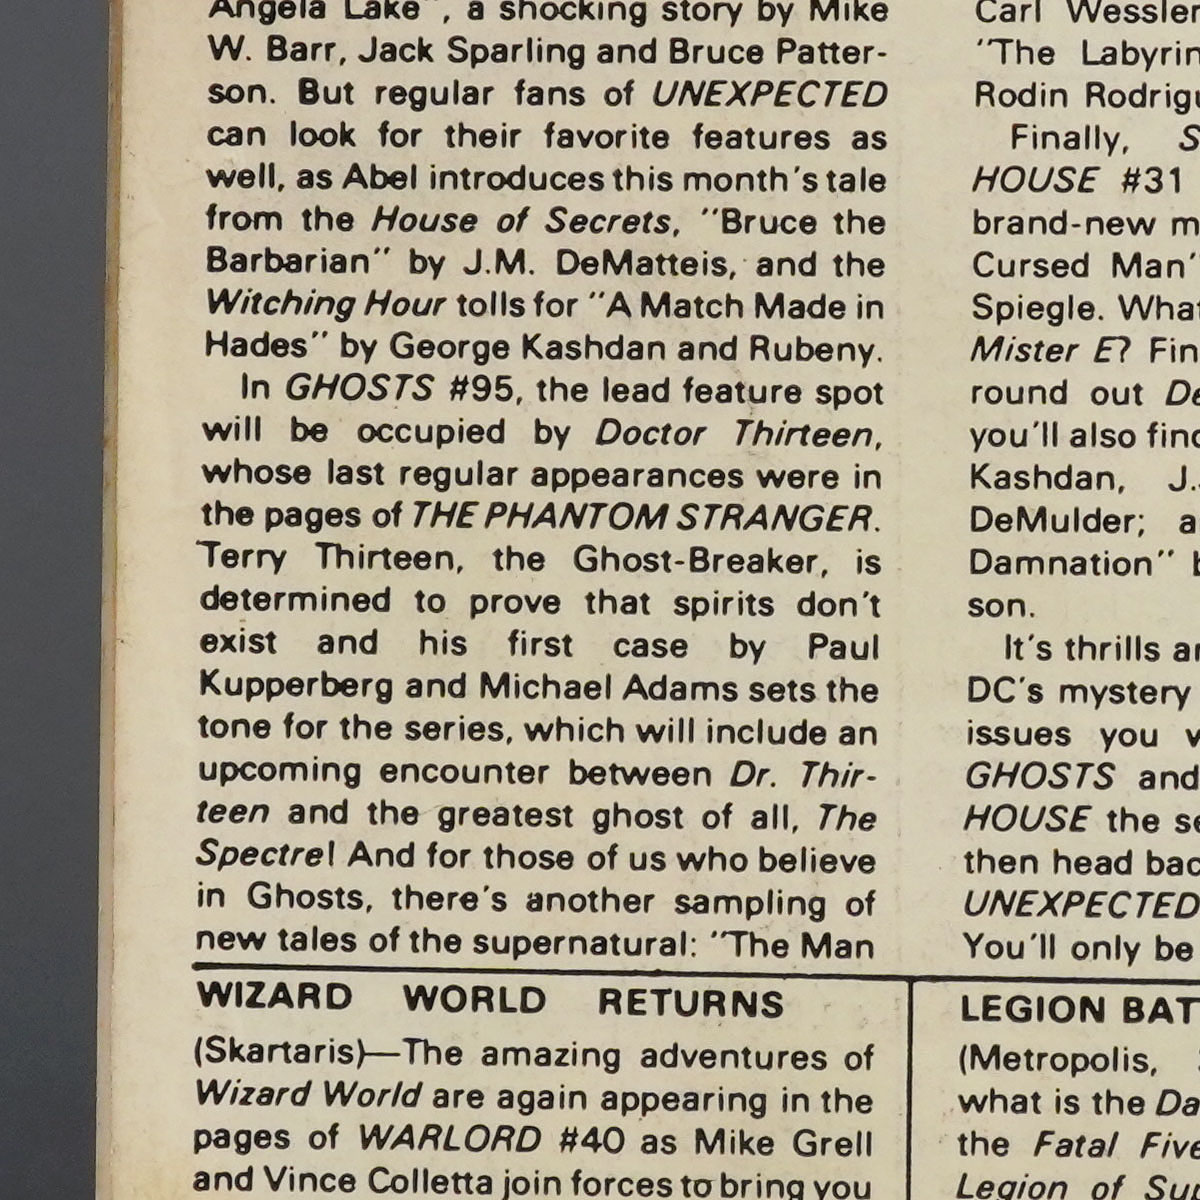 Angela Lake", a shocking story by Mike
W. Barr, Jack Sparling and Bruce Patter-
son. But regular fans of UNEXPECTED
can look for their favorite features as
well, as Abel introduces this month's tale
from the House of Secrets, "Bruce the
Barbarian" by J.M. DeMatteis, and the
Witching Hour tolls for "A Match Made in
Hades" by George Kashdan and Rubeny.
In GHOSTS #95, the lead feature spot
will be occupied by Doctor Thirteen,
whose last regular appearances were in
the pages of THE PHANTOM STRANGER.
Terry Thirteen, the Ghost-Breaker, is
determined to prove that spirits don't
exist and his first case by Paul
Kupperberg and Michael Adams sets the
tone for the series, which will include an
upcoming encounter between Dr. Thir-
teen and the greatest ghost of all, The
Spectre! And for those of us who believe
in Ghosts, there's another sampling of
new tales of the supernatural: "The Man
Carl Wessler
"The
Finally,
HOUSE #31
brand-new
Cursed Man"
Spiegle.
Mister E?
round out
you'll also
Kashdan,
DeMulder;
Damnation"
son.
It's thrills
DC's mystery
issues you
GHOSTS and
HOUSE the
then head
UNEXPECTED
You'll only be
WIZARD WORLD RETURNS
(Skartaris)—The amazing adventures of
Wizard World are again appearing in the
pages of WARLORD #40 as Mike Grell
and Vince Colletta join forces to bring you
LEGION
(Metropolis,
what is the
the Fatal Five
Legion of